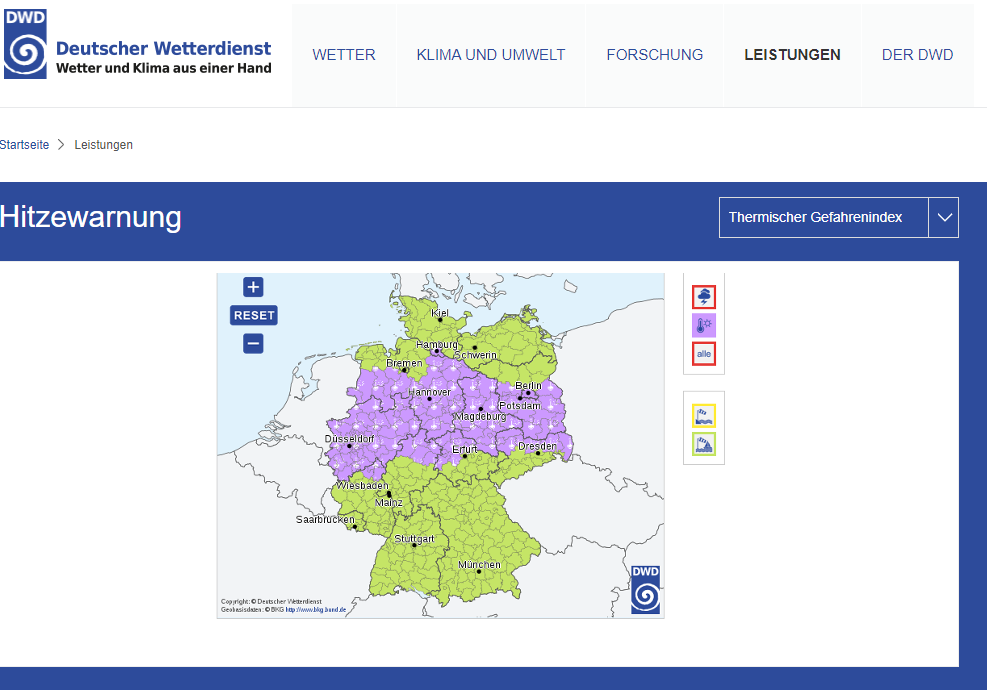 DWD
Deutscher Wetterdienst
Wetter und Klima aus einer Hand
WETTER
KLIMA UND UMWELT
FORSCHUNG
LEISTUNGEN
DER DWD
Startseite
Leistungen
Hitzewarnung
Thermischer Gefahrenindex
+
RESET
−
Kiel
Hamburg
Schwerin
Bremen
Berlin
Hannover
Potsdam
Magdeburg
Düsseldorf
Erfurt
Dresden
Wiesbaden
Mainz
Saarbrücken
Stuttgart
München
Copyright: © Deutscher Wetterdienst
Geobasisdaten: © BKG http://www.bkg.bund.de
DWD
alle